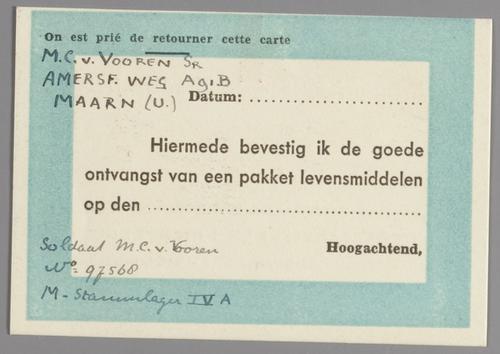 On est prié de retourner cette carte
M.C. v. VOOREN SR
AMERSF. WEG A 91 B
MAARN (U.)
Datum: ..............................
Hiermede bevestig ik de goede
ontvangst van een pakket levensmiddelen
op den ..................................................
Hoogachtend,
Soldaat M.C. v. Vooren
No= 97568
M-Stammlager IV A